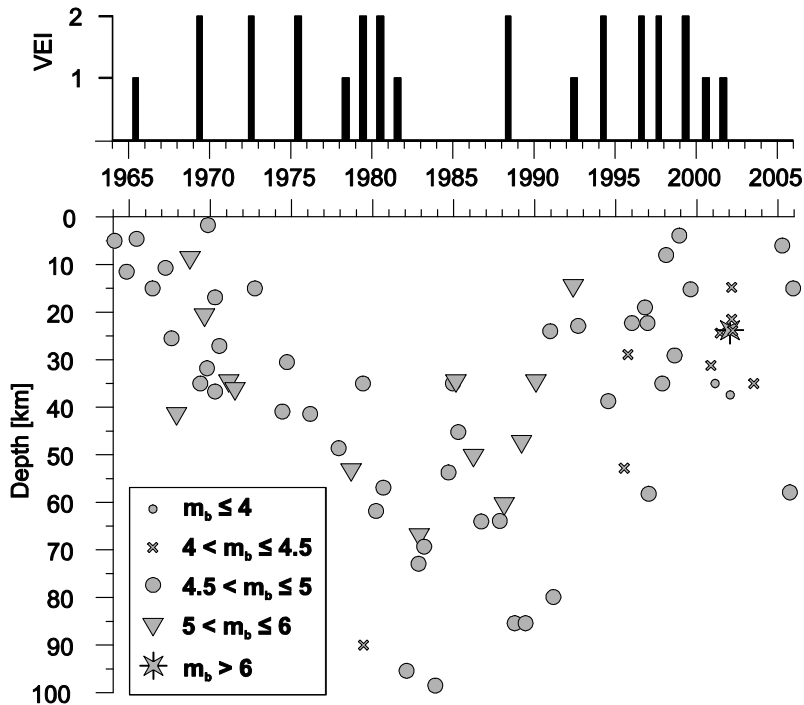 VEI
2
1
1965 1970 1975 1980 1985 1990 1995 2000 2005
Depth [km]
0
10
20
30
40
50
60
70
80
90
100
m_b ≤ 4
4 < m_b ≤ 4.5
4.5 < m_b ≤ 5
5 < m_b ≤ 6
m_b > 6